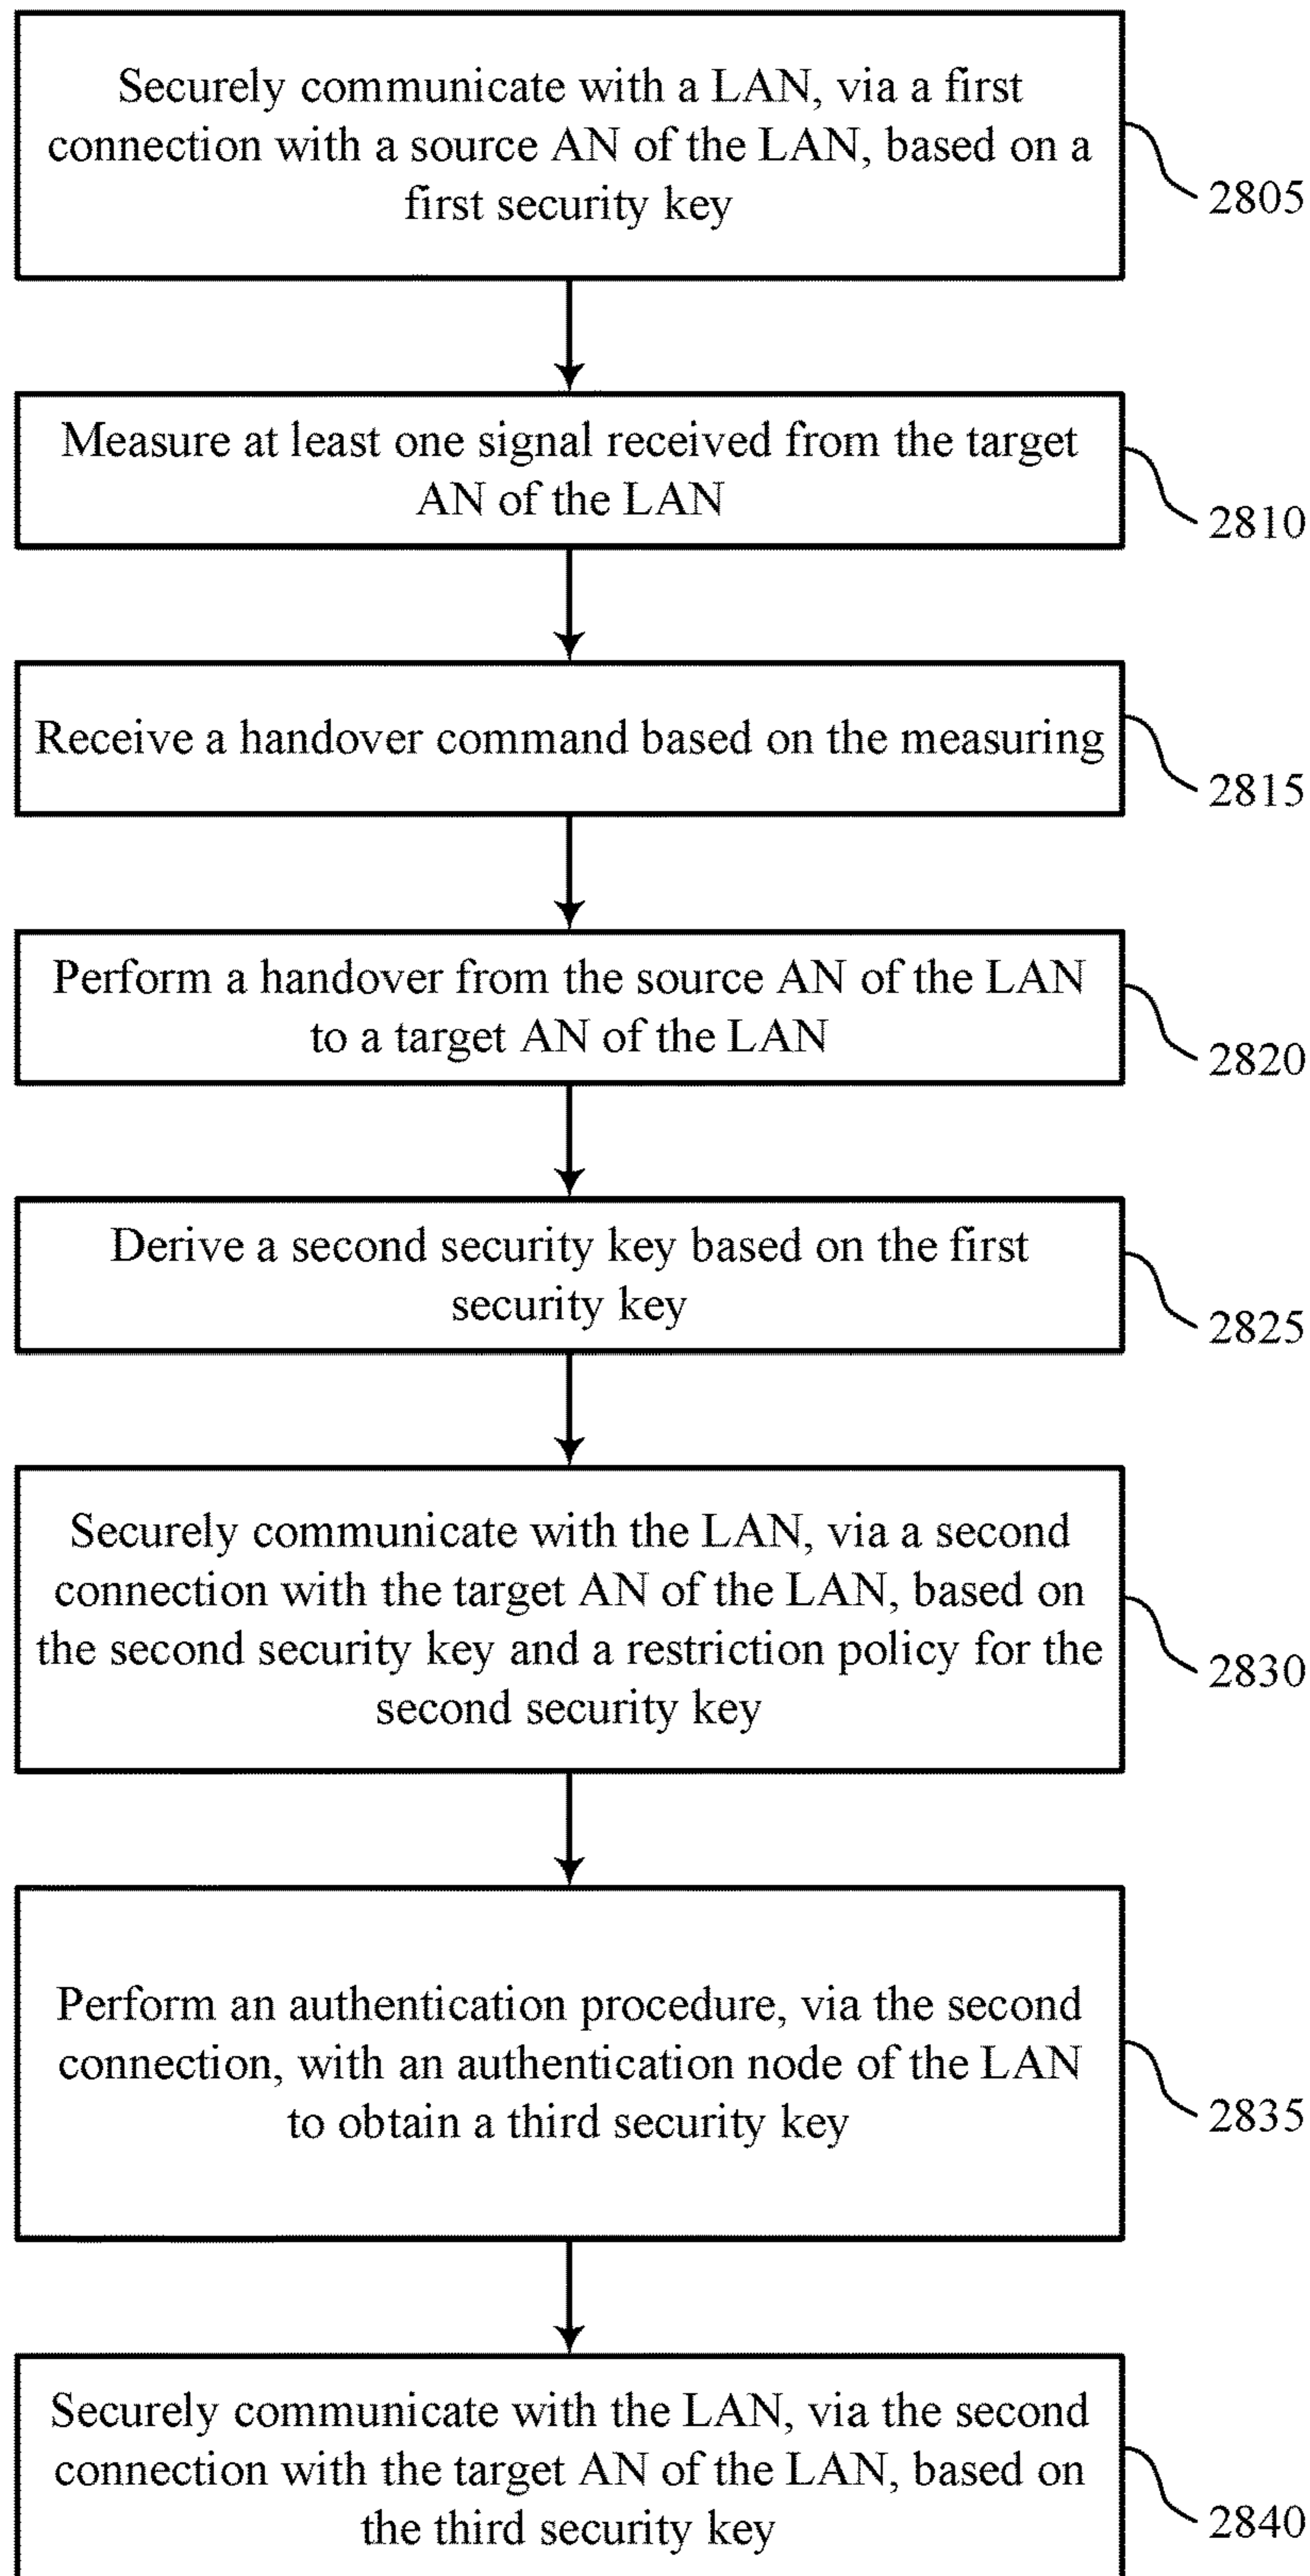 Securely communicate with a LAN, via a first
connection with a source AN of the LAN, based on a
first security key
2805
Measure at least one signal received from the target
AN of the LAN
2810
Receive a handover command based on the measuring
2815
Perform a handover from the source AN of the LAN
to a target AN of the LAN
2820
Derive a second security key based on the first
security key
2825
Securely communicate with the LAN, via a second
connection with the target AN of the LAN, based on
the second security key and a restriction policy for the
second security key
2830
Perform an authentication procedure, via the second
connection, with an authentication node of the LAN
to obtain a third security key
2835
Securely communicate with the LAN, via the second
connection with the target AN of the LAN, based on
the third security key
2840